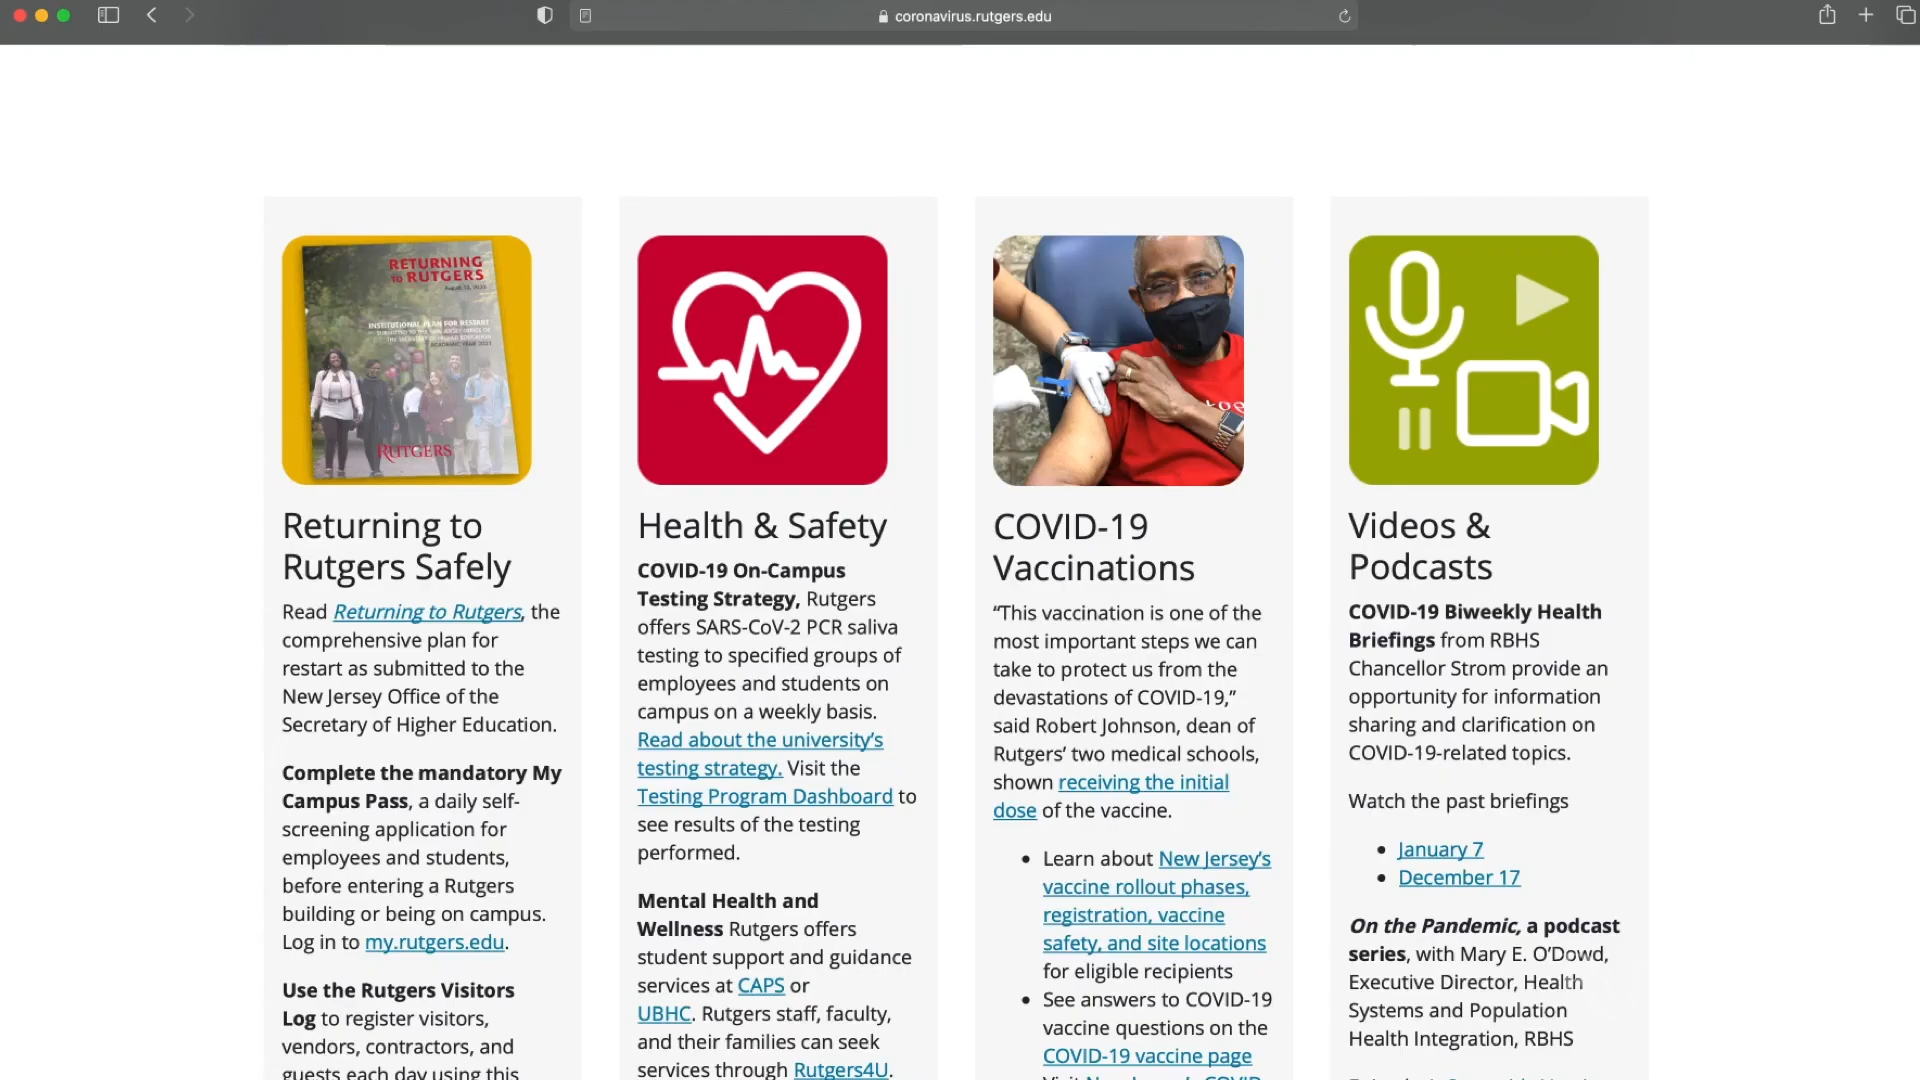 coronavirus.rutgers.edu
RETURNING
to RUTGERS
INSTITUTIONAL PLAN FOR RESTART
RUTGERS
Returning to
Rutgers Safely
Read Returning to Rutgers, the
comprehensive plan for
restart as submitted to the
New Jersey Office of the
Secretary of Higher Education.
Complete the mandatory My
Campus Pass, a daily self-
screening application for
employees and students,
before entering a Rutgers
building or being on campus.
Log in to my.rutgers.edu.
Use the Rutgers Visitors
Log to register visitors,
vendors, contractors, and
guests each day using this
Health & Safety
COVID-19 On-Campus
Testing Strategy, Rutgers
offers SARS-CoV-2 PCR saliva
testing to specified groups of
employees and students on
campus on a weekly basis.
Read about the university’s
testing strategy. Visit the
Testing Program Dashboard to
see results of the testing
performed.
Mental Health and
Wellness Rutgers offers
student support and guidance
services at CAPS or
UBHC. Rutgers staff, faculty,
and their families can seek
services through Rutgers4U.
COVID-19
Vaccinations
“This vaccination is one of the
most important steps we can
take to protect us from the
devastations of COVID-19,”
said Robert Johnson, dean of
Rutgers’ two medical schools,
shown receiving the initial
dose of the vaccine.
• Learn about New Jersey’s
vaccine rollout phases,
registration, vaccine
safety, and site locations
for eligible recipients
• See answers to COVID-19
vaccine questions on the
COVID-19 vaccine page
Videos &
Podcasts
COVID-19 Biweekly Health
Briefings from RBHS
Chancellor Strom provide an
opportunity for information
sharing and clarification on
COVID-19-related topics.
Watch the past briefings
• January 7
• December 17
On the Pandemic, a podcast
series, with Mary E. O’Dowd,
Executive Director, Health
Systems and Population
Health Integration, RBHS